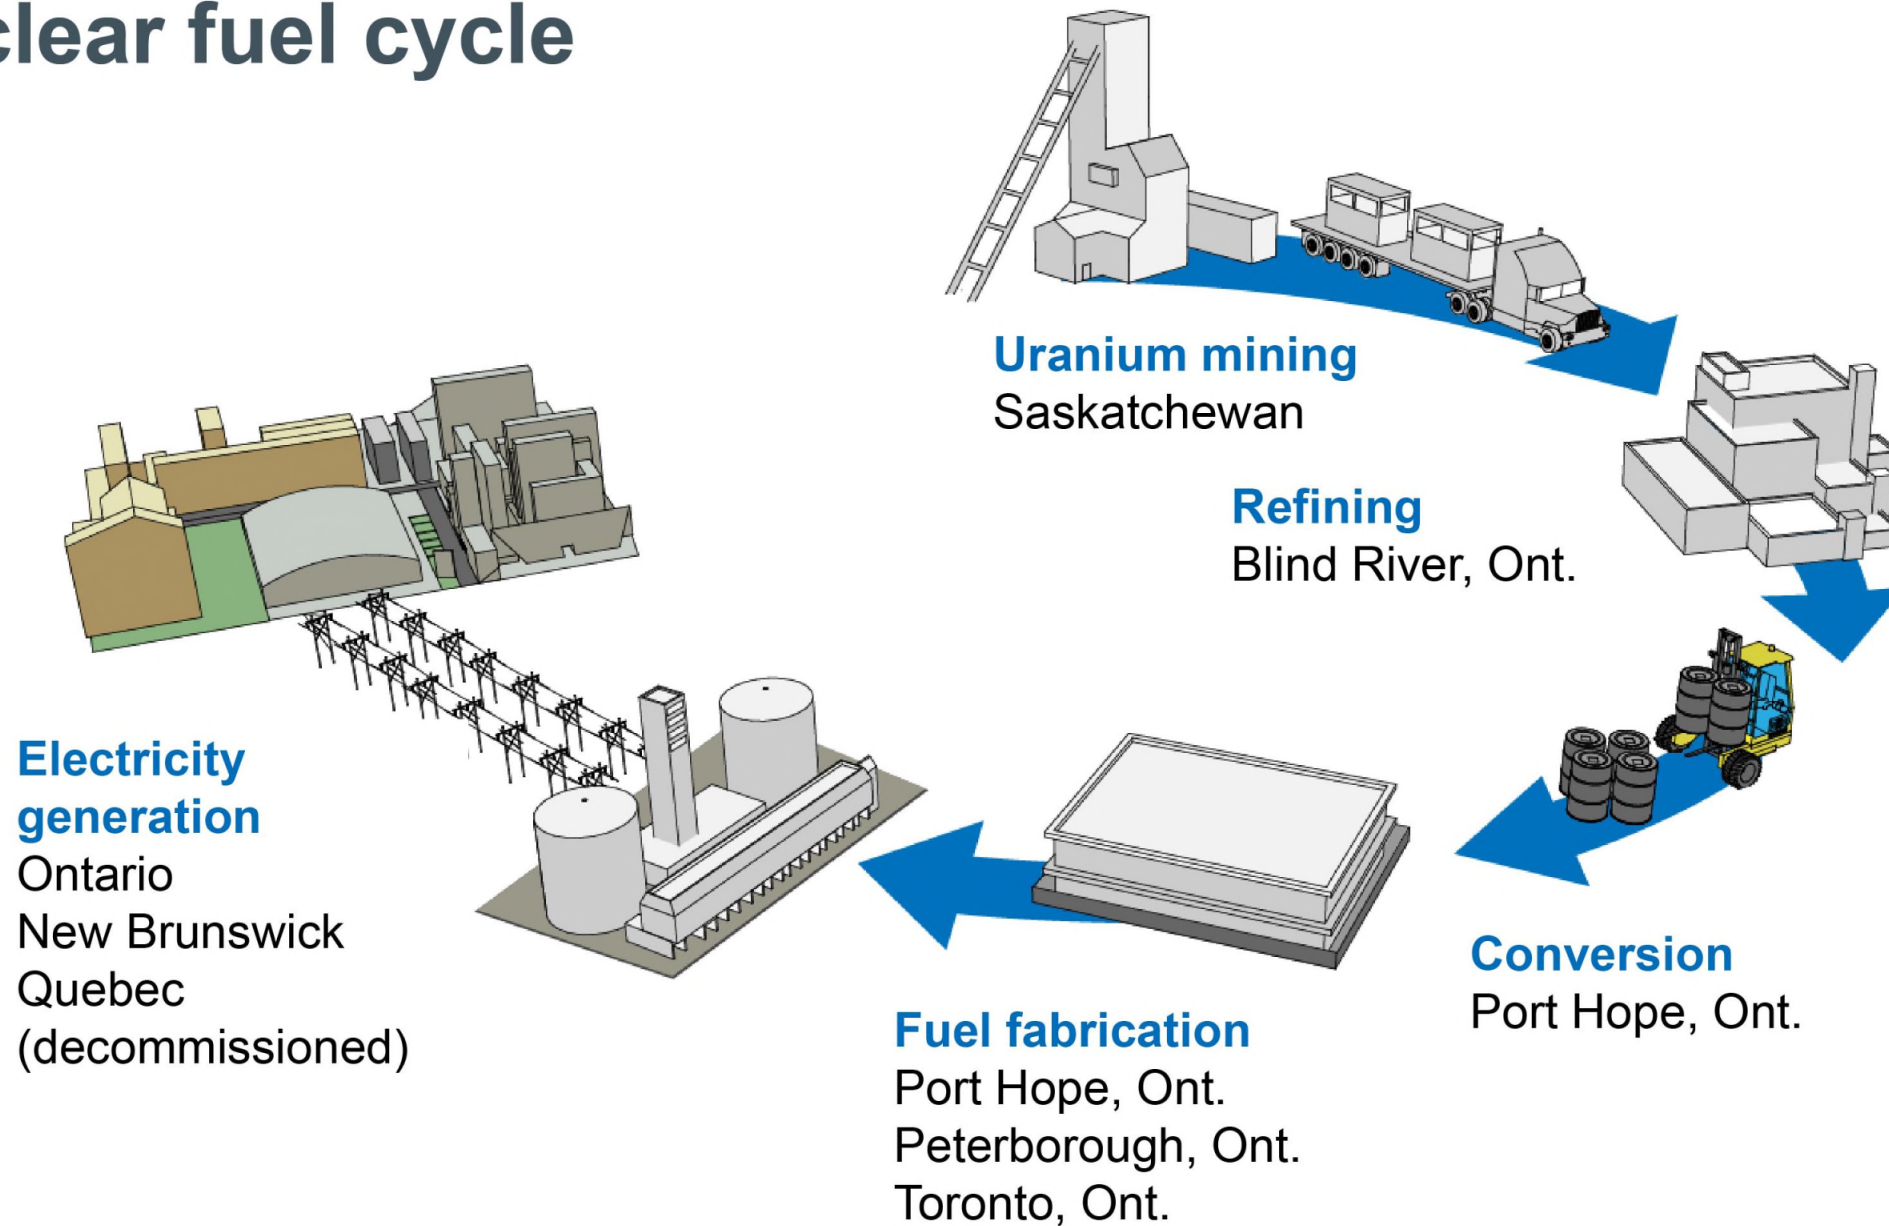 clear fuel cycle
Uranium mining
Saskatchewan
Refining
Blind River, Ont.
Conversion
Port Hope, Ont.
Fuel fabrication
Port Hope, Ont.
Peterborough, Ont.
Toronto, Ont.
Electricity
generation
Ontario
New Brunswick
Quebec
(decommissioned)